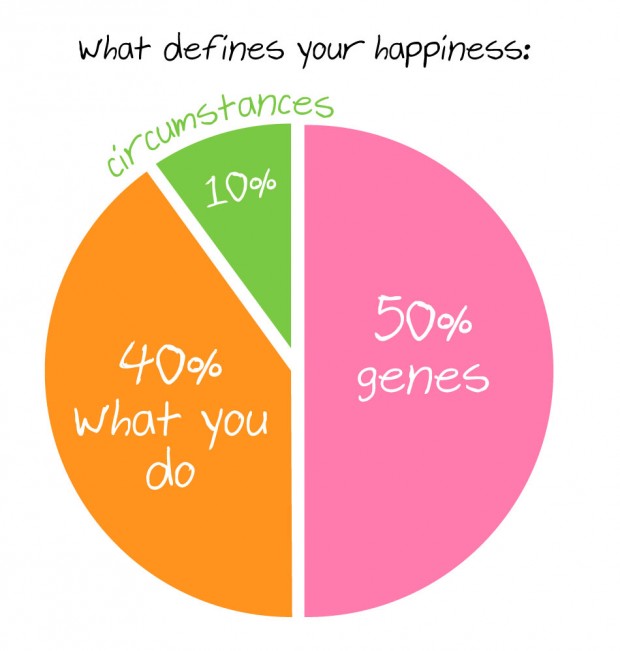 What defines your happiness:
circumstances
10%
50%
genes
40%
What you
do